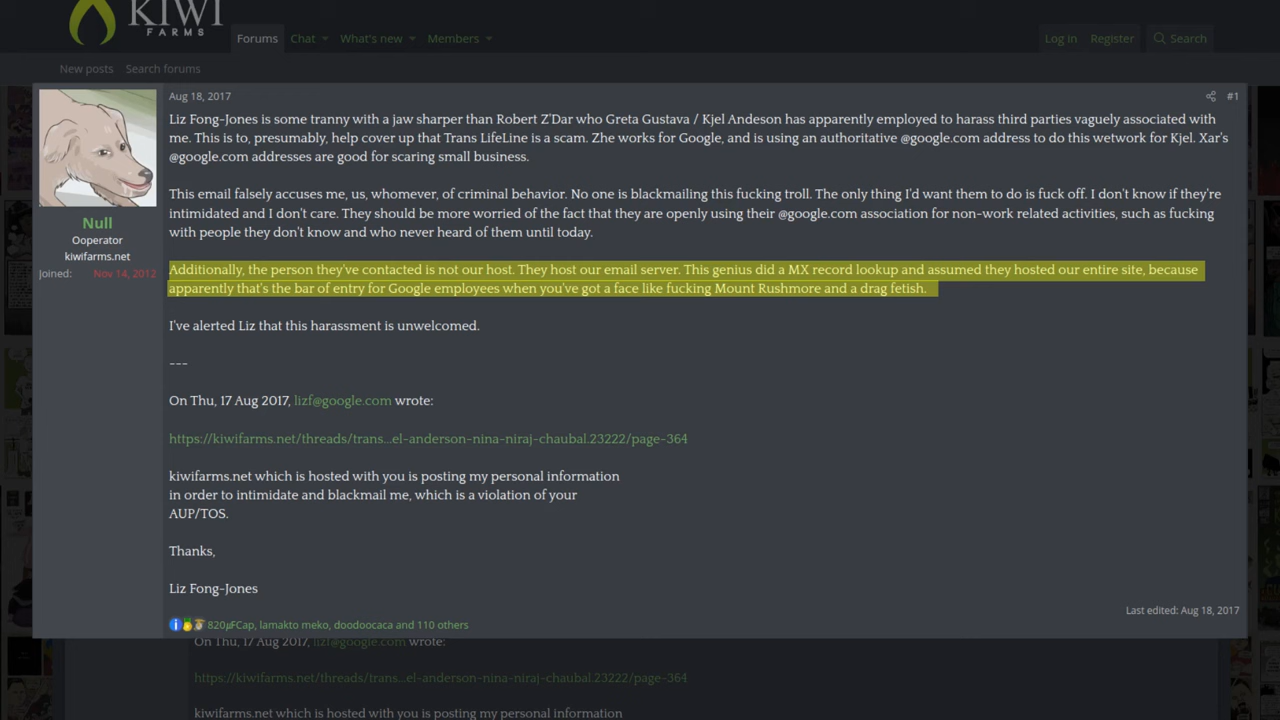 KIWI
FARMS
Forums
Chat
What's new
Members
Log in
Register
Search
New posts
Search forums
Aug 18, 2017
#1
Null
Ooperator
kiwifarms.net
Joined: Nov 14, 2012
Liz Fong-Jones is some tranny with a jaw sharper than Robert Z'Dar who Greta Gustava / Kjel Andeson has apparently employed to harass third parties vaguely associated with
me. This is to, presumably, help cover up that Trans LifeLine is a scam. Zhe works for Google, and is using an authoritative @google.com address to do this wetwork for Kjel. Xar's
@google.com addresses are good for scaring small business.
This email falsely accuses me, us, whomever, of criminal behavior. No one is blackmailing this fucking troll. The only thing I'd want them to do is fuck off. I don't know if they're
intimidated and I don't care. They should be more worried of the fact that they are openly using their @google.com association for non-work related activities, such as fucking
with people they don't know and who never heard of them until today.
Additionally, the person they've contacted is not our host. They host our email server. This genius did a MX record lookup and assumed they hosted our entire site, because
apparently that's the bar of entry for Google employees when you've got a face like fucking Mount Rushmore and a drag fetish.
I've alerted Liz that this harassment is unwelcomed.
---
On Thu, 17 Aug 2017, lizf@google.com wrote:
https://kiwifarms.net/threads/trans...el-anderson-nina-niraj-chaubal.23222/page-364
kiwifarms.net which is hosted with you is posting my personal information
in order to intimidate and blackmail me, which is a violation of your
AUP/TOS.
Thanks,
Liz Fong-Jones
Last edited: Aug 18, 2017
820µFCap, lamakto meko, doodoocaca and 110 others
On Thu, 17 Aug 2017, lizf@google.com wrote:
https://kiwifarms.net/threads/trans...el-anderson-nina-niraj-chaubal.23222/page-364
kiwifarms.net which is hosted with you is posting my personal information